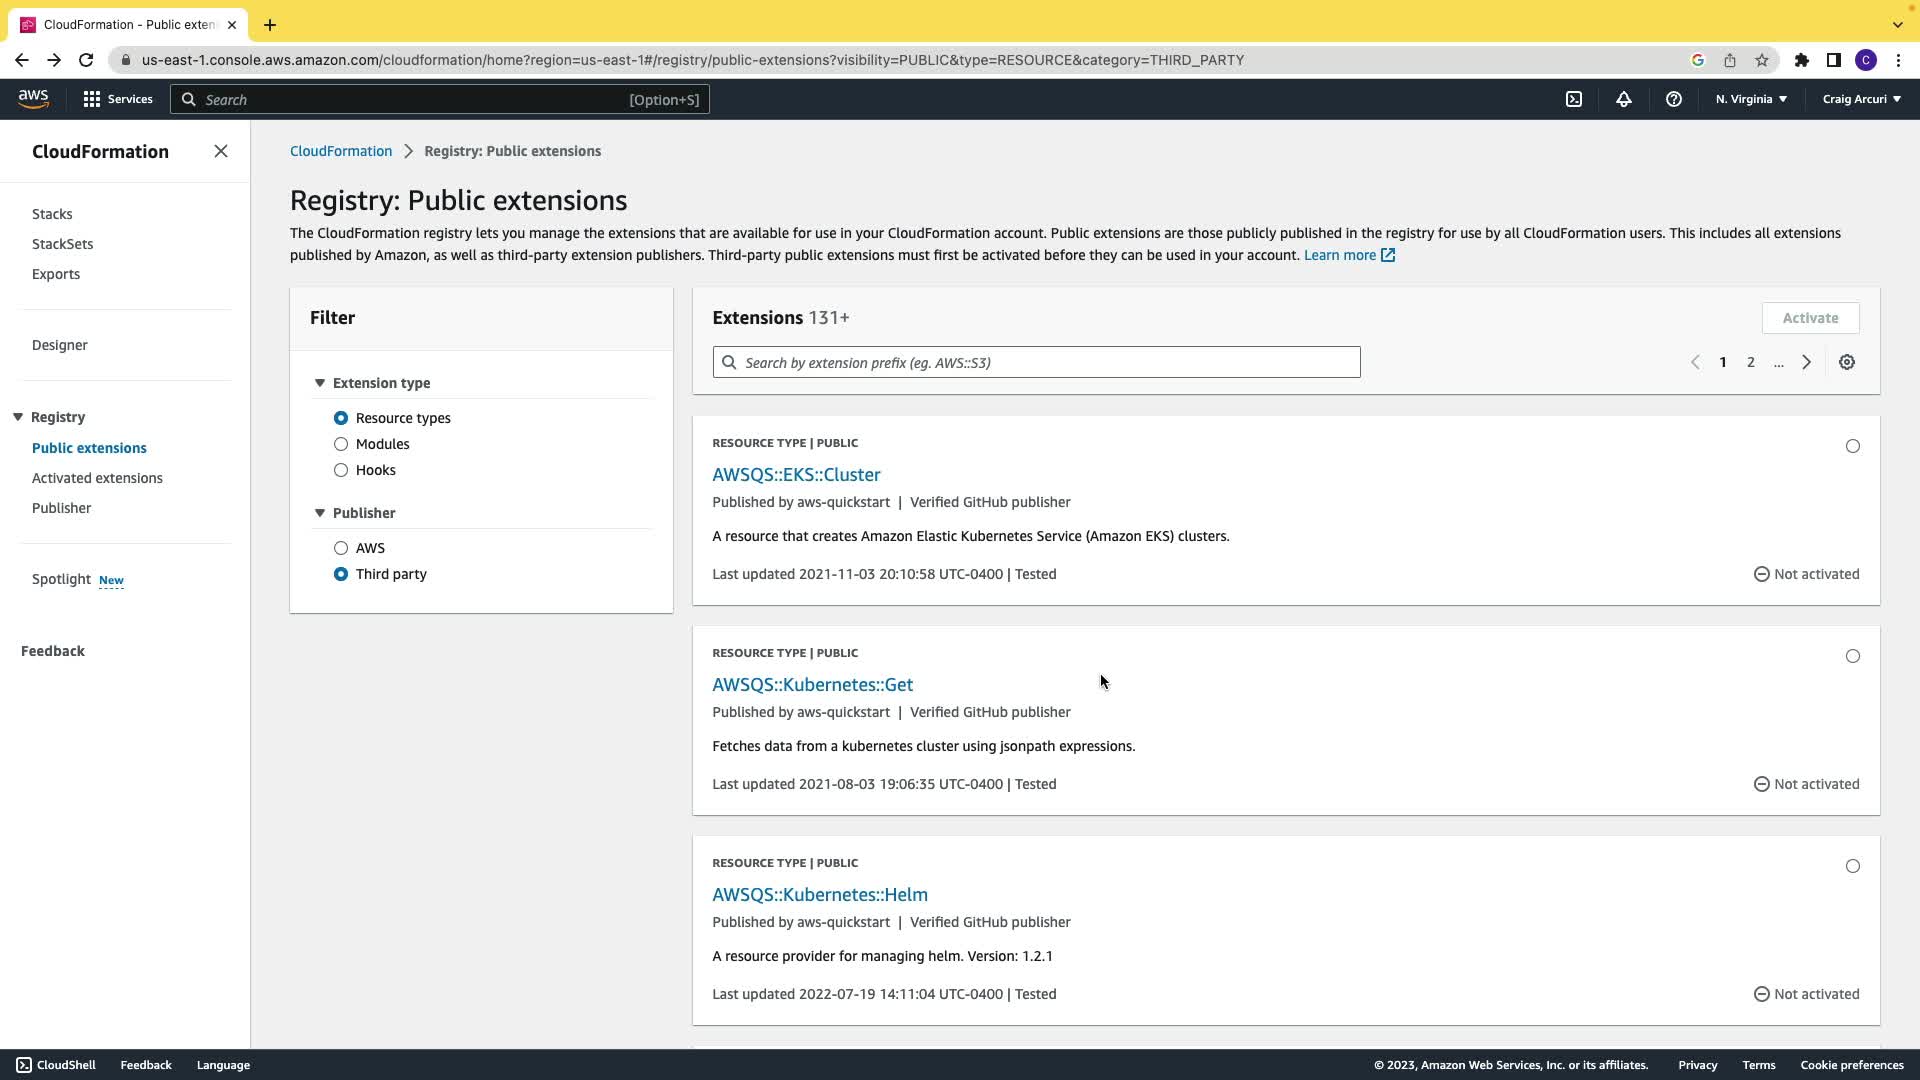 CloudFormation - Public exten
us-east-1.console.aws.amazon.com/cloudformation/home?region=us-east-1#/registry/public-extensions?visibility=PUBLIC&type=RESOURCE&category=THIRD_PARTY
C
aws
Services
Search
[Option+S]
N. Virginia
Craig Arcuri
CloudFormation
Stacks
StackSets
Exports
Designer
Registry
Public extensions
Activated extensions
Publisher
Spotlight New
Feedback
CloudFormation
Registry: Public extensions
Registry: Public extensions
The CloudFormation registry lets you manage the extensions that are available for use in your CloudFormation account. Public extensions are those publicly published in the registry for use by all CloudFormation users. This includes all extensions
published by Amazon, as well as third-party extension publishers. Third-party public extensions must first be activated before they can be used in your account. Learn more
Filter
Extension type
Resource types
Modules
Hooks
Publisher
AWS
Third party
Extensions 131+
Activate
Search by extension prefix (eg. AWS::S3)
1 2 ...
RESOURCE TYPE | PUBLIC
AWSQS::EKS::Cluster
Published by aws-quickstart | Verified GitHub publisher
A resource that creates Amazon Elastic Kubernetes Service (Amazon EKS) clusters.
Last updated 2021-11-03 20:10:58 UTC-0400 | Tested
Not activated
RESOURCE TYPE | PUBLIC
AWSQS::Kubernetes::Get
Published by aws-quickstart | Verified GitHub publisher
Fetches data from a kubernetes cluster using jsonpath expressions.
Last updated 2021-08-03 19:06:35 UTC-0400 | Tested
Not activated
RESOURCE TYPE | PUBLIC
AWSQS::Kubernetes::Helm
Published by aws-quickstart | Verified GitHub publisher
A resource provider for managing helm. Version: 1.2.1
Last updated 2022-07-19 14:11:04 UTC-0400 | Tested
Not activated
CloudShell
Feedback
Language
© 2023, Amazon Web Services, Inc. or its affiliates.
Privacy
Terms
Cookie preferences